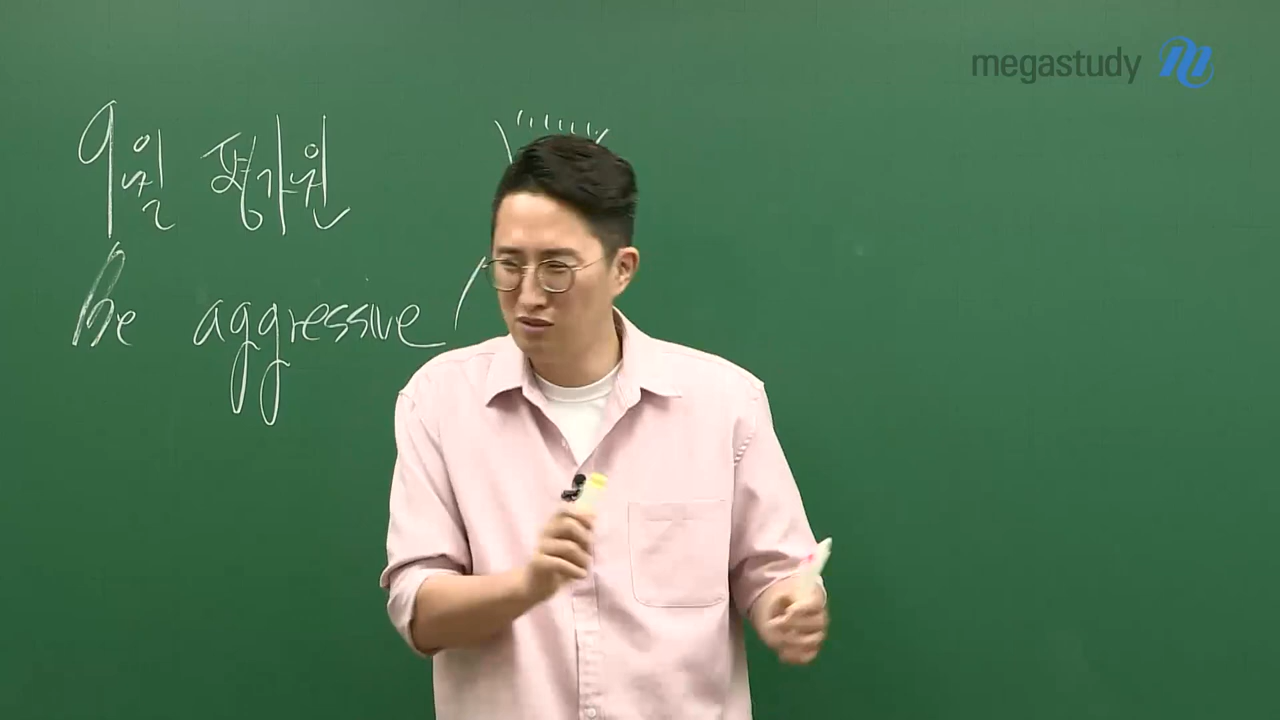 megastudy
9월 평가원
be aggressive